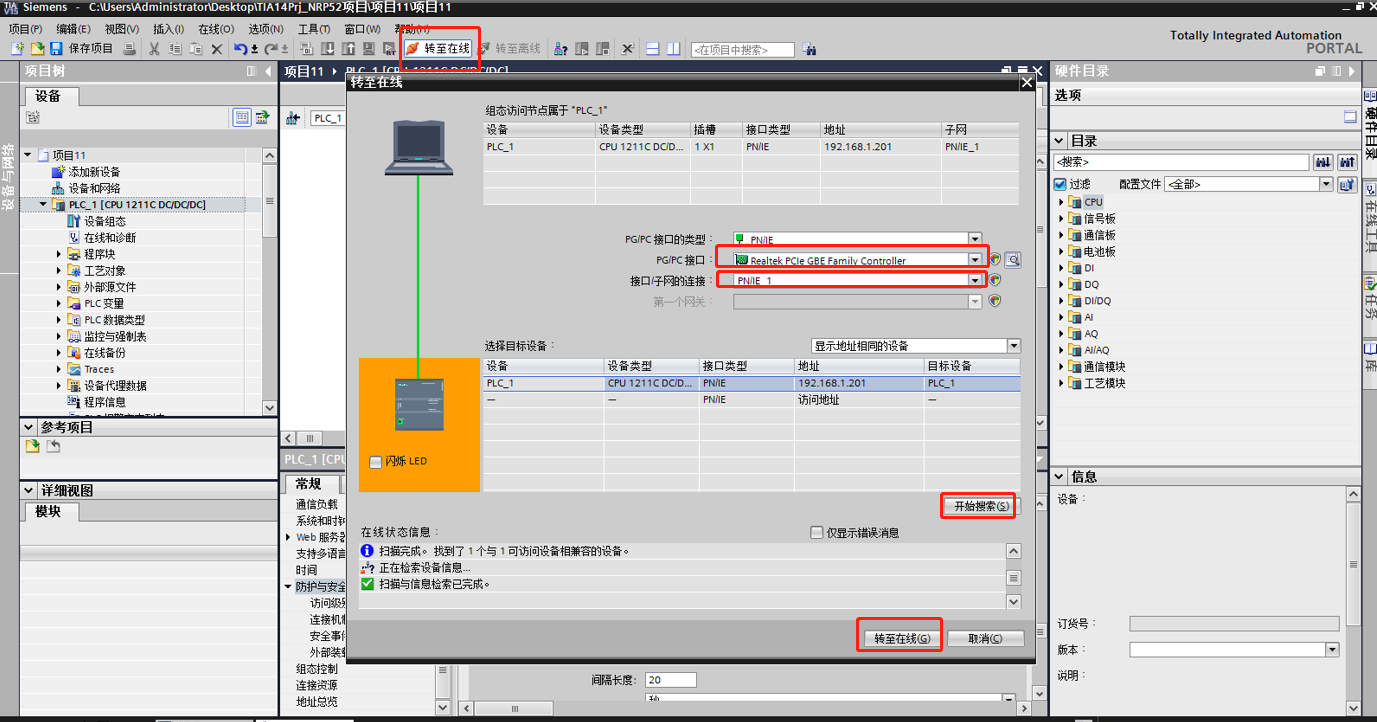 Siemens - C:\Users\Administrator\Desktop\TIA14Prj_NRP52项目\项目11\项目11
项目(P) 编辑(E) 视图(V) 插入(I) 在线(O) 选项(N) 工具(T) 窗口(W) 帮助(H)
保存项目 转至在线 转至离线 <在项目中搜索>
Totally Integrated Automation
PORTAL
项目树
设备
设备与网络
项目11
添加新设备
设备和网络
PLC_1 [CPU 1211C DC/DC/DC]
设备组态
在线和诊断
程序块
工艺对象
外部源文件
PLC 变量
PLC 数据类型
监控与强制表
在线备份
Traces
设备代理数据
程序信息
参考项目
详细视图
模块
项目11 PLC_1 [CPU 1211C DC/DC/DC]
PLC_1
PLC_1 [CPU
常规
通信负载
系统和时钟
Web 服务器
支持多语言
时间
防护与安全
访问级别
连接机制
安全事件
外部装载
组态控制
连接资源
地址总览
转至在线
组态访问节点属于 "PLC_1"
设备 设备类型 插槽 接口类型 地址 子网
PLC_1 CPU 1211C DC/D... 1 X1 PN/IE 192.168.1.201 PN/IE_1
PG/PC 接口的类型： PN/IE
PG/PC 接口： Realtek PCIe GBE Family Controller
接口/子网的连接： PN/IE_1
第一个网关：
选择目标设备： 显示地址相同的设备
设备 设备类型 接口类型 地址 目标设备
PLC_1 CPU 1211C DC/D... PN/IE 192.168.1.201 PLC_1
— — PN/IE 访问地址 —
闪烁 LED
开始搜索(S)
在线状态信息： 仅显示错误消息
扫描完成。找到了 1 个与 1 可访问设备相兼容的设备。
正在检索设备信息...
扫描与信息检索已完成。
转至在线(G) 取消(C)
间隔长度： 20
秒
硬件目录
选项
目录
<搜索>
过滤 配置文件 <全部>
CPU
信号板
通信板
电池板
DI
DQ
DI/DQ
AI
AQ
AI/AQ
通信模块
工艺模块
信息
设备：
订货号：
版本：
说明：
硬件目录
在线工具
任务
库